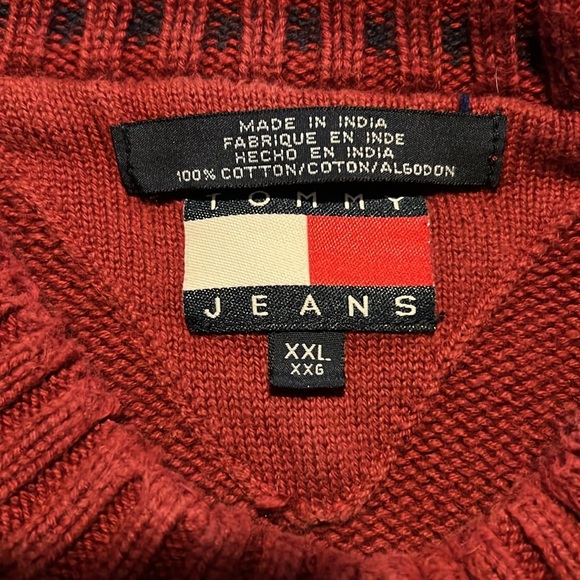 MADE IN INDIA
FABRIQUE EN INDE
HECHO EN INDIA
100% COTTON/COTON/ALGODON
TOMMY
JEANS
XXL
XXG